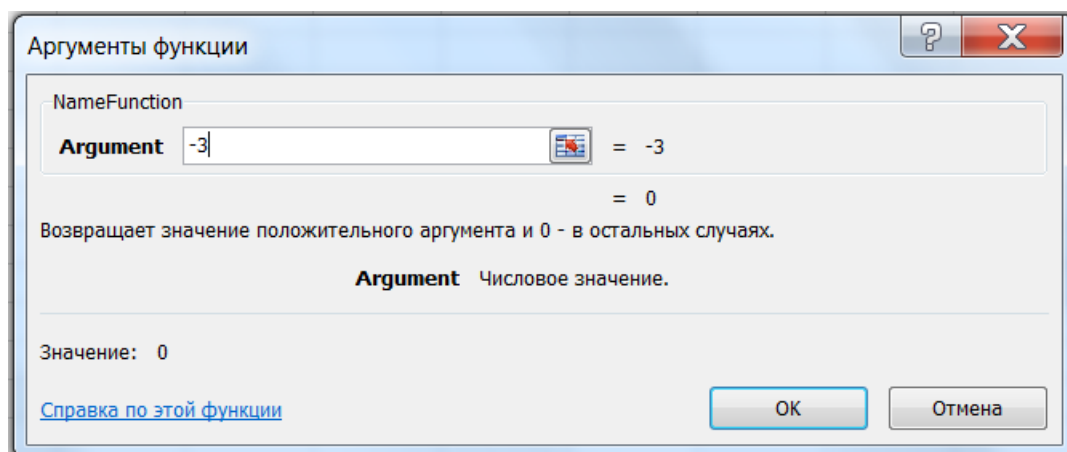 Аргументы функции
NameFunction
Argument -3 = -3
= 0
Возвращает значение положительного аргумента и 0 - в остальных случаях.
Argument Числовое значение.
Значение: 0
Справка по этой функции OK Отмена